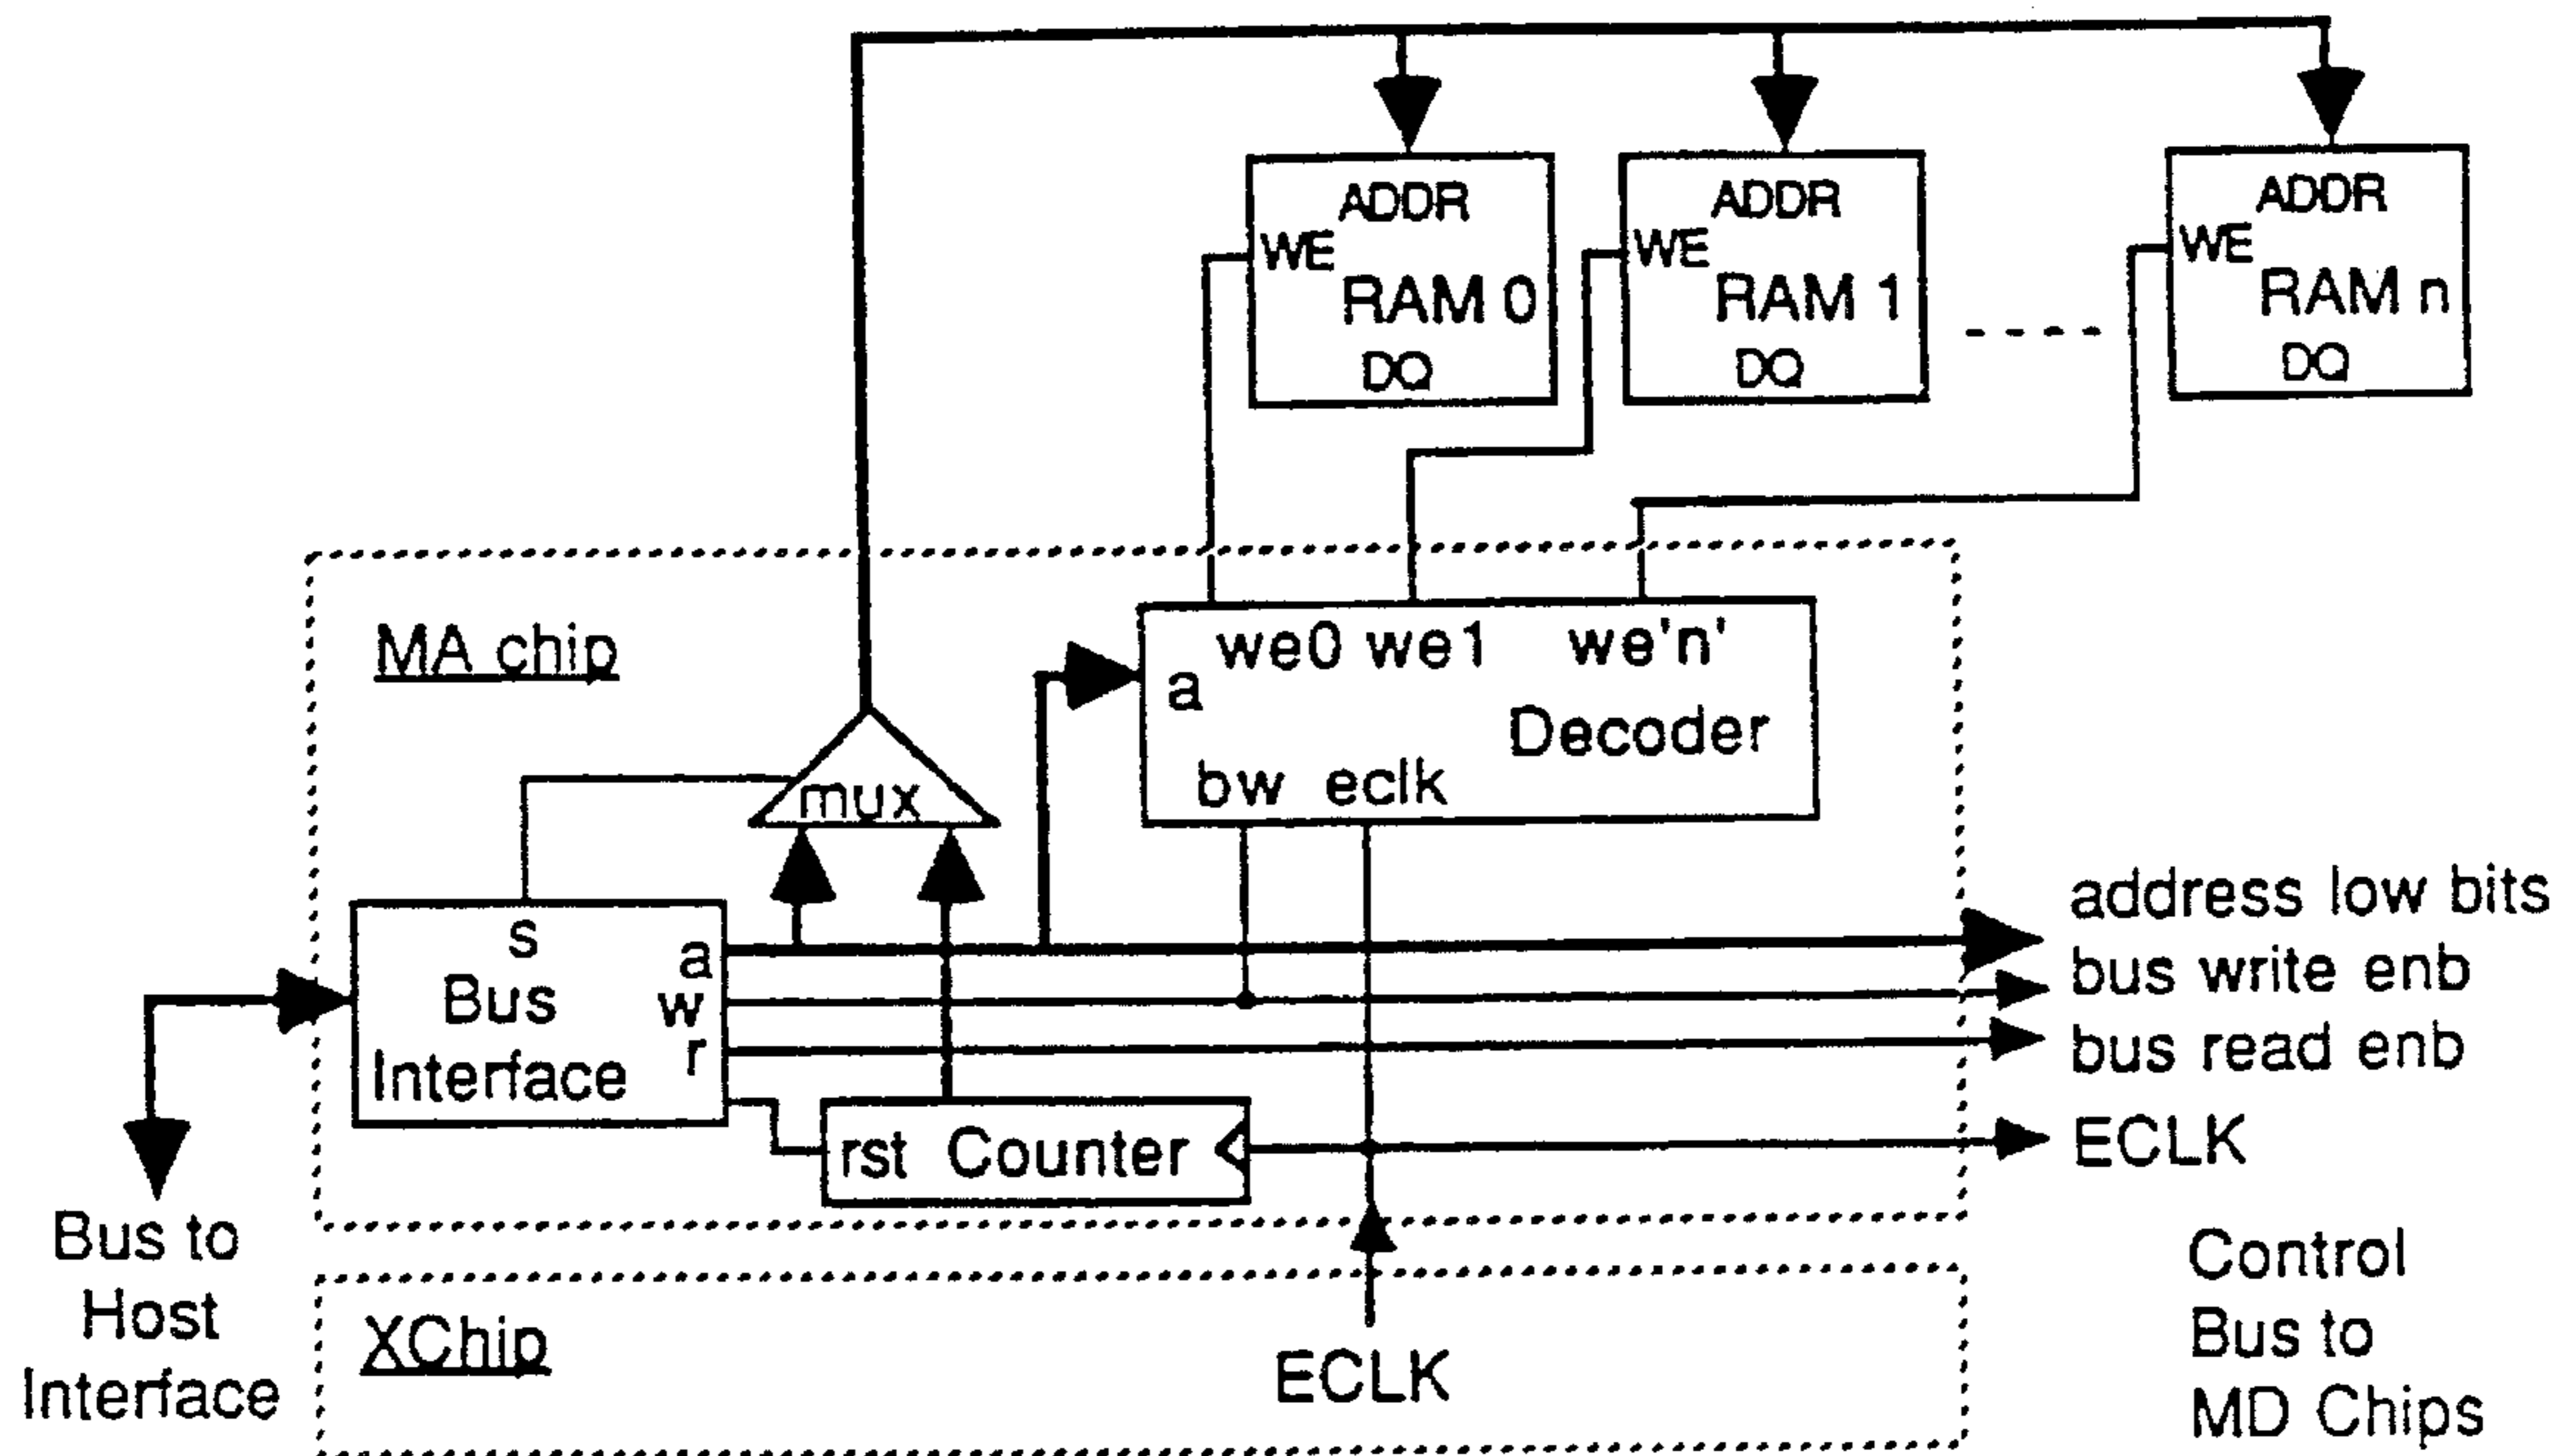 ADDR
WE
RAM 0
DQ
ADDR
WE
RAM 1
DQ
ADDR
WE
RAM n
DQ
MA chip
we0 we1 we'n'
a
Decoder
bw eclk
mux
s
a
Bus
w
Interface
r
rst Counter
address low bits
bus write enb
bus read enb
ECLK
Bus to
Host
Interface
XChip
ECLK
Control
Bus to
MD Chips